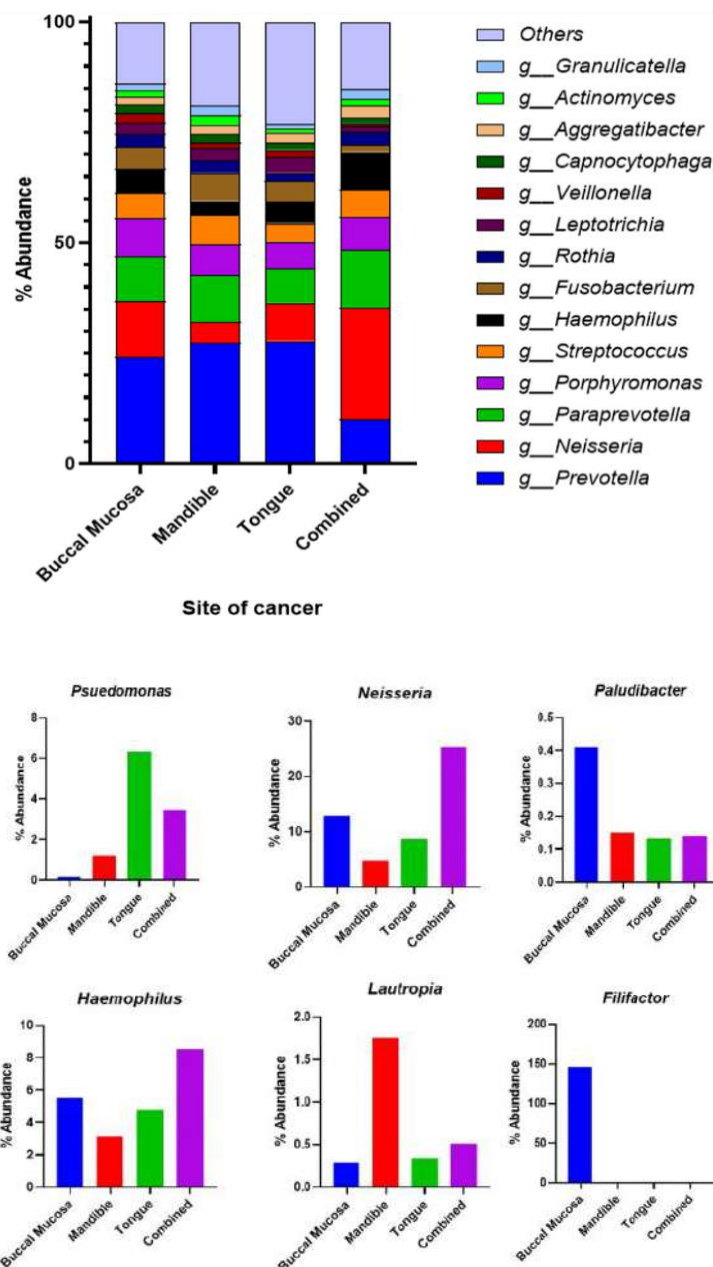 100
50
0
% Abundance
Buccal Mucosa
Mandible
Tongue
Combined
Site of cancer
Others
g__Granulicatella
g__Actinomyces
g__Aggregatibacter
g__Capnocytophaga
g__Veillonella
g__Leptotrichia
g__Rothia
g__Fusobacterium
g__Haemophilus
g__Streptococcus
g__Porphyromonas
g__Paraprevotella
g__Neisseria
g__Prevotella
Psuedomonas
8
6
4
2
0
% Abundance
Buccal Mucosa
Mandible
Tongue
Combined
Neisseria
30
20
10
0
% Abundance
Buccal Mucosa
Mandible
Tongue
Combined
Paludibacter
0.5
0.4
0.3
0.2
0.1
0.0
% Abundance
Buccal Mucosa
Mandible
Tongue
Combined
Haemophilus
10
8
6
4
2
0
% Abundance
Buccal Mucosa
Mandible
Tongue
Combined
Lautropia
2.0
1.5
1.0
0.5
0.0
% Abundance
Buccal Mucosa
Mandible
Tongue
Combined
Filifactor
200
150
100
50
0
% Abundance
Buccal Mucosa
Mandible
Tongue
Combined